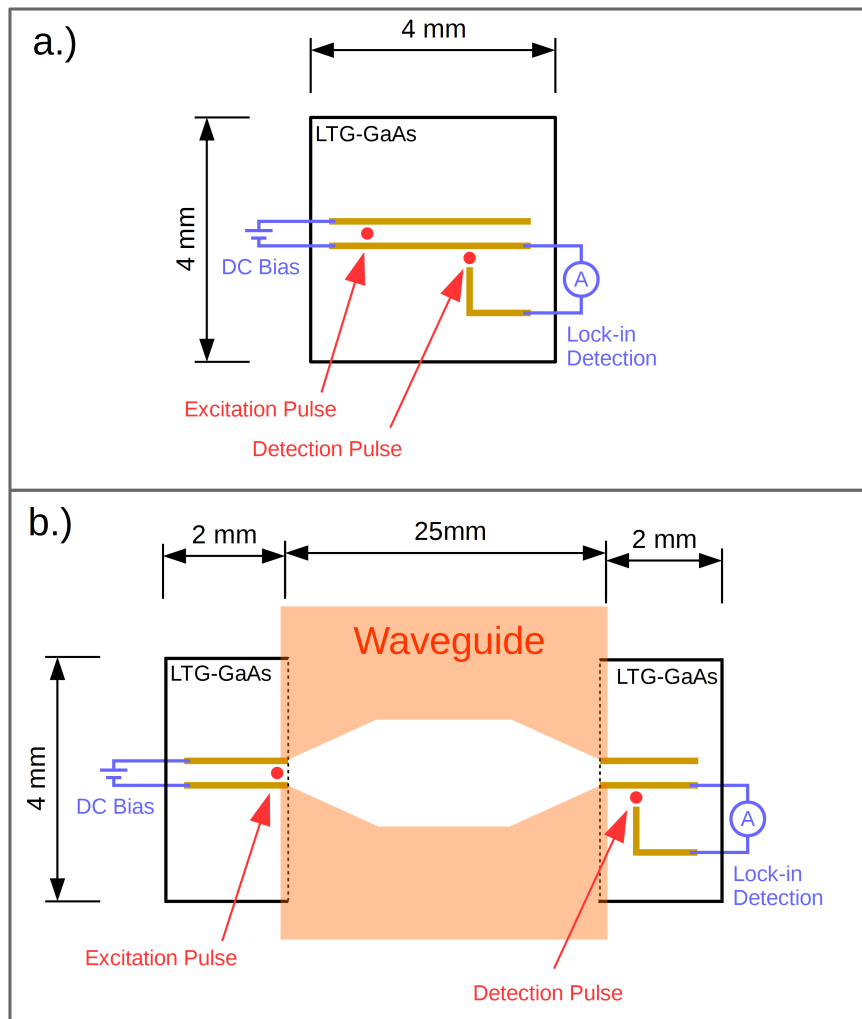 a.)
4 mm
LTG-GaAs
4 mm
DC Bias
A
Lock-in
Detection
Excitation Pulse
Detection Pulse
b.)
2 mm
25mm
2 mm
Waveguide
LTG-GaAs
LTG-GaAs
4 mm
DC Bias
A
Lock-in
Detection
Excitation Pulse
Detection Pulse